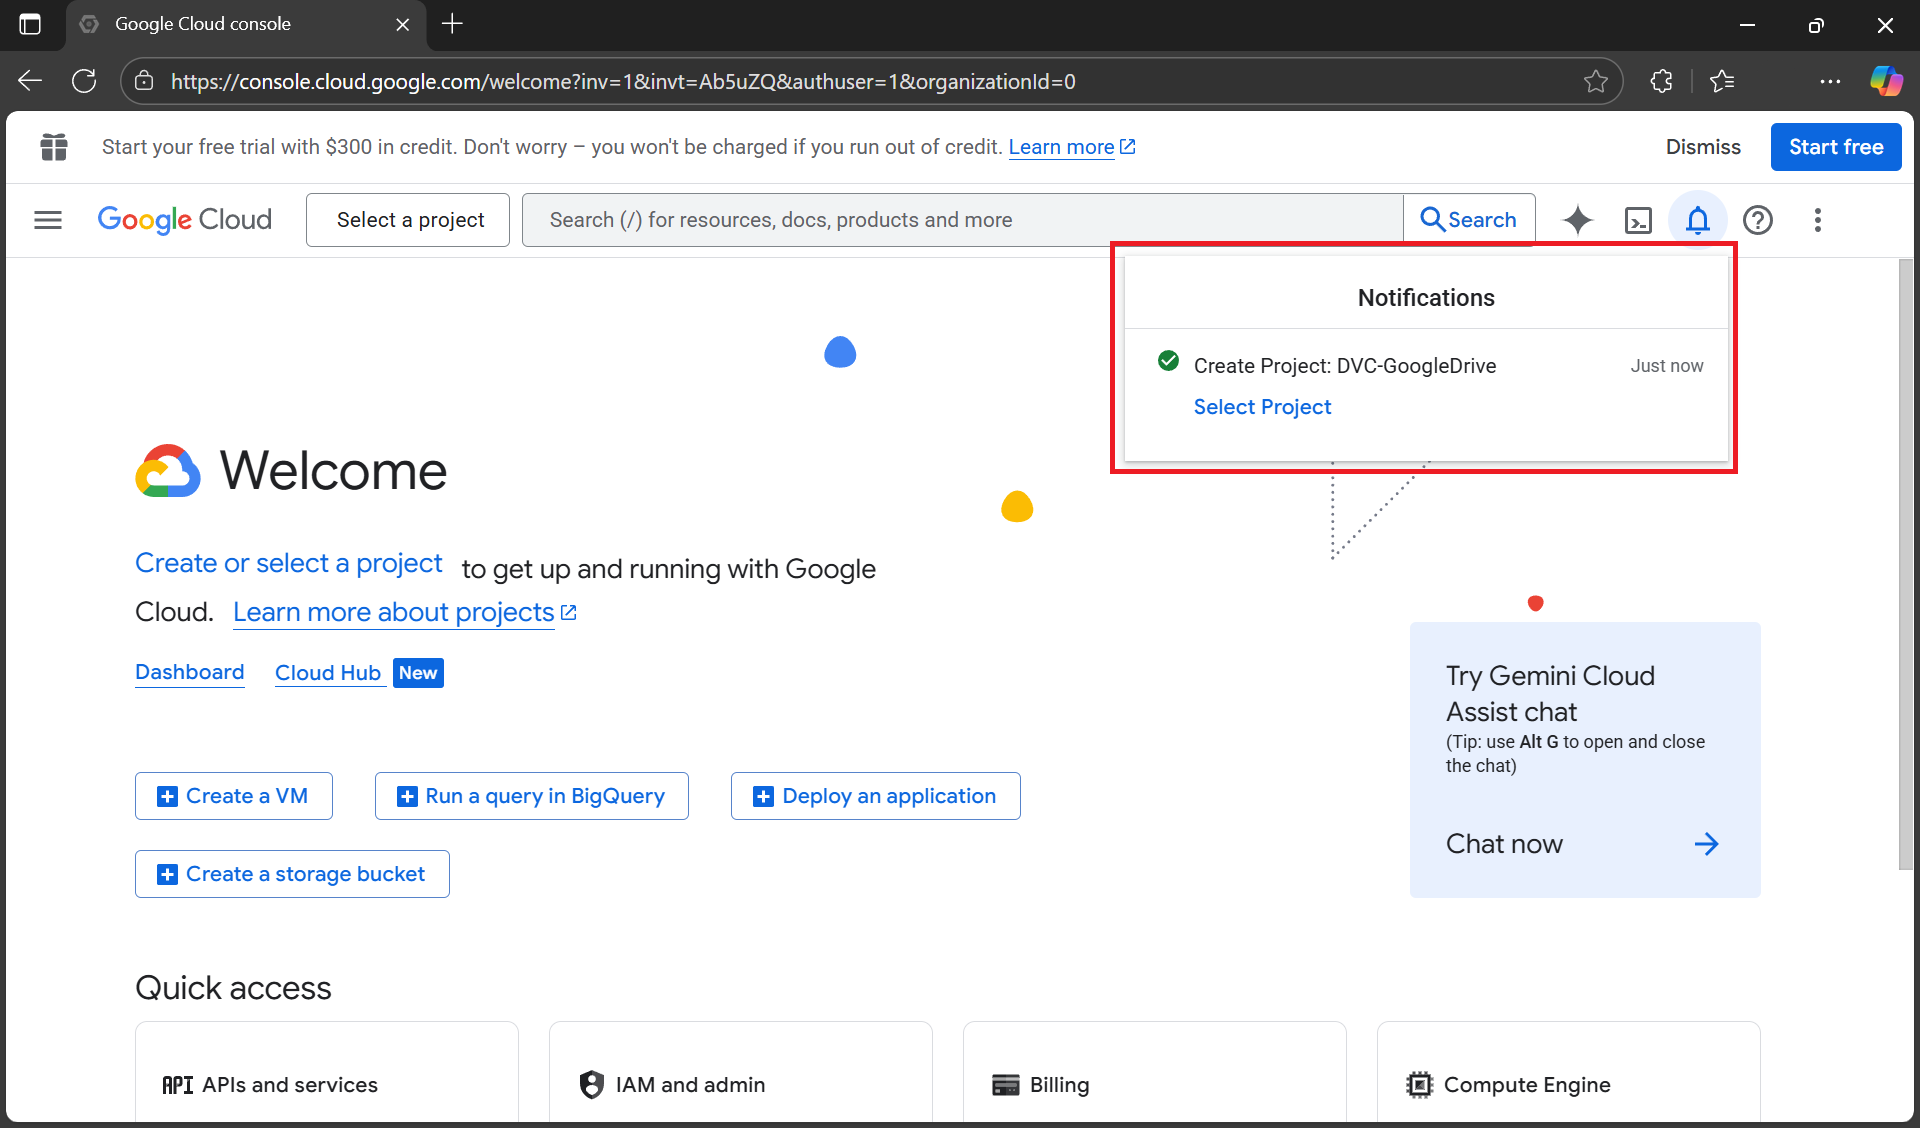 Google Cloud console
https://console.cloud.google.com/welcome?inv=1&invt=Ab5uZQ&authuser=1&organizationId=0
Start your free trial with $300 in credit. Don't worry – you won't be charged if you run out of credit. Learn more
Dismiss
Start free
Google Cloud
Select a project
Search (/) for resources, docs, products and more
Search
Notifications
Create Project: DVC-GoogleDrive
Just now
Select Project
Welcome
Create or select a project to get up and running with Google
Cloud. Learn more about projects
Dashboard
Cloud Hub New
Create a VM
Run a query in BigQuery
Deploy an application
Create a storage bucket
Try Gemini Cloud
Assist chat
(Tip: use Alt G to open and close
the chat)
Chat now
Quick access
API APIs and services
IAM and admin
Billing
Compute Engine